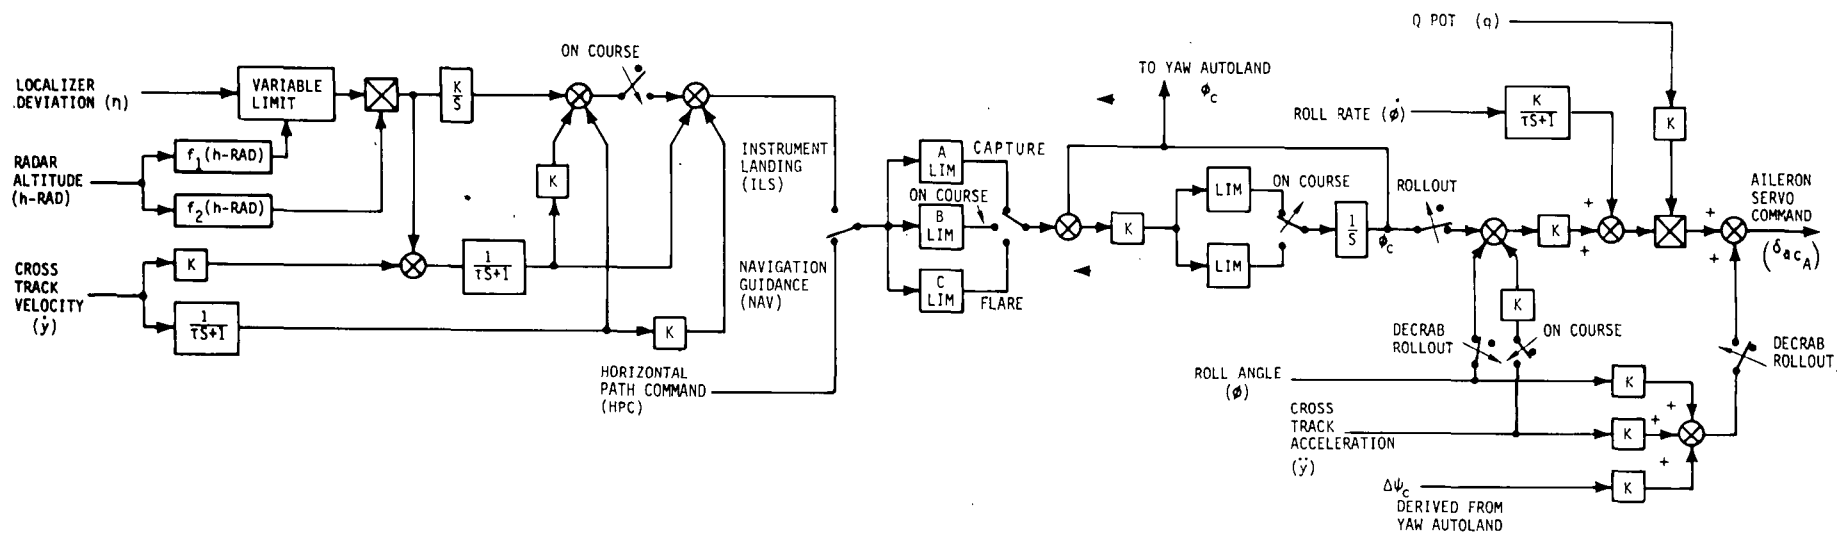 Q POT (q)
ON COURSE
TO YAW AUTOLAND
ϕc
LOCALIZER
DEVIATION (η)
VARIABLE
LIMIT
K/S
ROLL RATE (ϕ̇)
K/τS+1
K
RADAR
ALTITUDE
(h-RAD)
f1(h-RAD)
f2(h-RAD)
K
INSTRUMENT
LANDING
(ILS)
A
LIM
CAPTURE
ON COURSE
B
LIM
C
LIM
FLARE
K
LIM
LIM
ON COURSE
1/S
ϕc
ROLLOUT
K
+
+
+
+
AILERON
SERVO
COMMAND
(δacA)
CROSS
TRACK
VELOCITY
(ẏ)
K
1/τS+1
1/τS+1
K
NAVIGATION
GUIDANCE
(NAV)
HORIZONTAL
PATH COMMAND
(HPC)
K
DECRAB
ROLLOUT
ON COURSE
DECRAB
ROLLOUT
ROLL ANGLE
(ϕ)
K
+
CROSS
TRACK
ACCELERATION
(ÿ)
K
+
+
Δψc
DERIVED FROM
YAW AUTOLAND
K